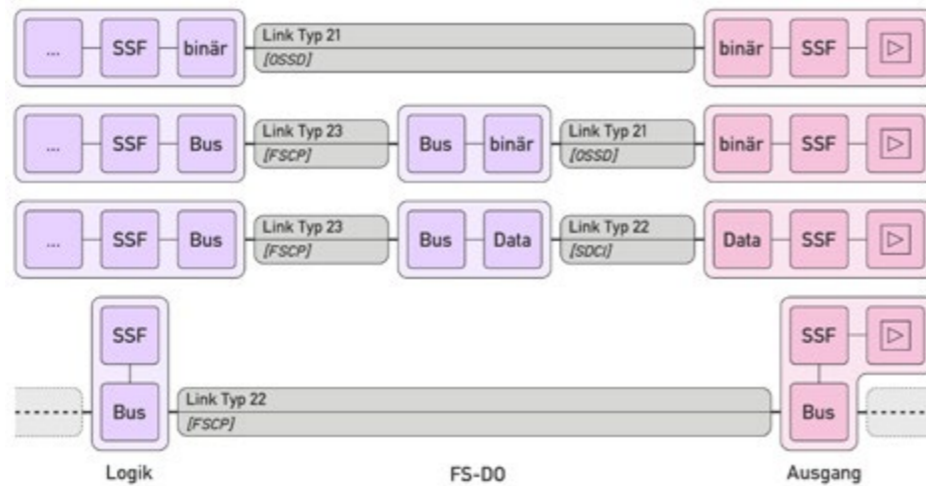 ... SSF binär Link Typ 21 binär SSF
[OSSD]
... SSF Bus Link Typ 23 Bus binär Link Typ 21 binär SSF
[FSCP] [OSSD]
... SSF Bus Link Typ 23 Bus Data Link Typ 22 Data SSF
[FSCP] [SDCI]
SSF SSF
Bus Link Typ 22 Bus
[FSCP]
Logik FS-DO Ausgang